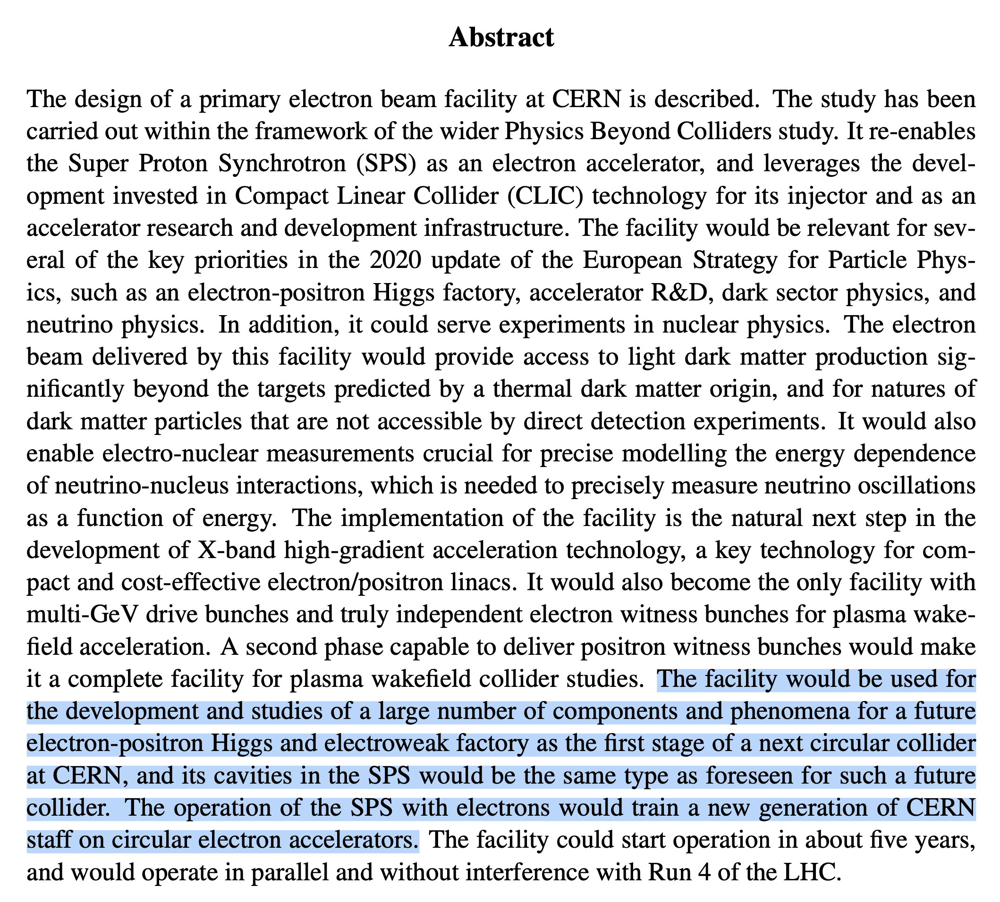 Abstract
The design of a primary electron beam facility at CERN is described. The study has been
carried out within the framework of the wider Physics Beyond Colliders study. It re-enables
the Super Proton Synchrotron (SPS) as an electron accelerator, and leverages the devel-
opment invested in Compact Linear Collider (CLIC) technology for its injector and as an
accelerator research and development infrastructure. The facility would be relevant for sev-
eral of the key priorities in the 2020 update of the European Strategy for Particle Phys-
ics, such as an electron-positron Higgs factory, accelerator R&D, dark sector physics, and
neutrino physics. In addition, it could serve experiments in nuclear physics. The electron
beam delivered by this facility would provide access to light dark matter production sig-
nificantly beyond the targets predicted by a thermal dark matter origin, and for natures of
dark matter particles that are not accessible by direct detection experiments. It would also
enable electro-nuclear measurements crucial for precise modelling the energy dependence
of neutrino-nucleus interactions, which is needed to precisely measure neutrino oscillations
as a function of energy. The implementation of the facility is the natural next step in the
development of X-band high-gradient acceleration technology, a key technology for com-
pact and cost-effective electron/positron linacs. It would also become the only facility with
multi-GeV drive bunches and truly independent electron witness bunches for plasma wake-
field acceleration. A second phase capable to deliver positron witness bunches would make
it a complete facility for plasma wakefield collider studies. The facility would be used for
the development and studies of a large number of components and phenomena for a future
electron-positron Higgs and electroweak factory as the first stage of a next circular collider
at CERN, and its cavities in the SPS would be the same type as foreseen for such a future
collider. The operation of the SPS with electrons would train a new generation of CERN
staff on circular electron accelerators. The facility could start operation in about five years,
and would operate in parallel and without interference with Run 4 of the LHC.